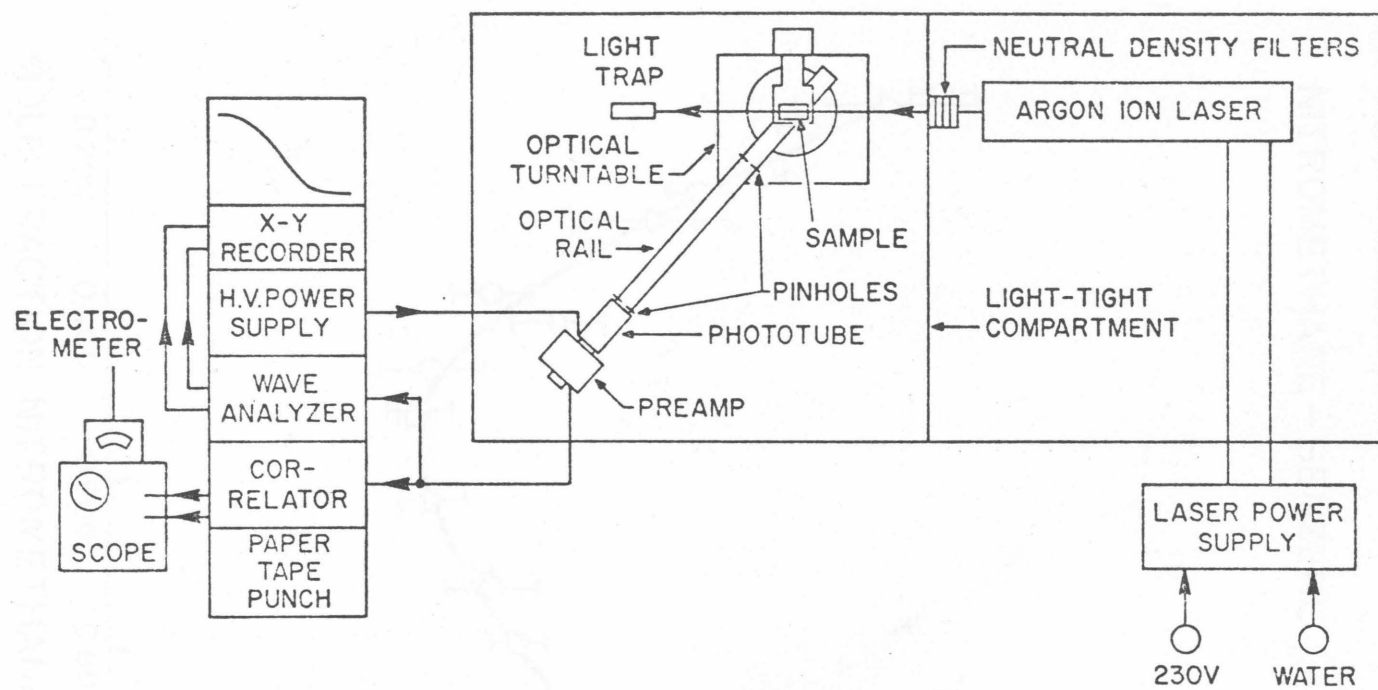 LIGHT
TRAP
NEUTRAL DENSITY FILTERS
ARGON ION LASER
OPTICAL
TURNTABLE
OPTICAL
RAIL
SAMPLE
PINHOLES
PHOTOTUBE
PREAMP
LIGHT-TIGHT
COMPARTMENT
X-Y
RECORDER
H.V. POWER
SUPPLY
ELECTRO-
METER
WAVE
ANALYZER
COR-
RELATOR
SCOPE
PAPER
TAPE
PUNCH
LASER POWER
SUPPLY
230V
WATER